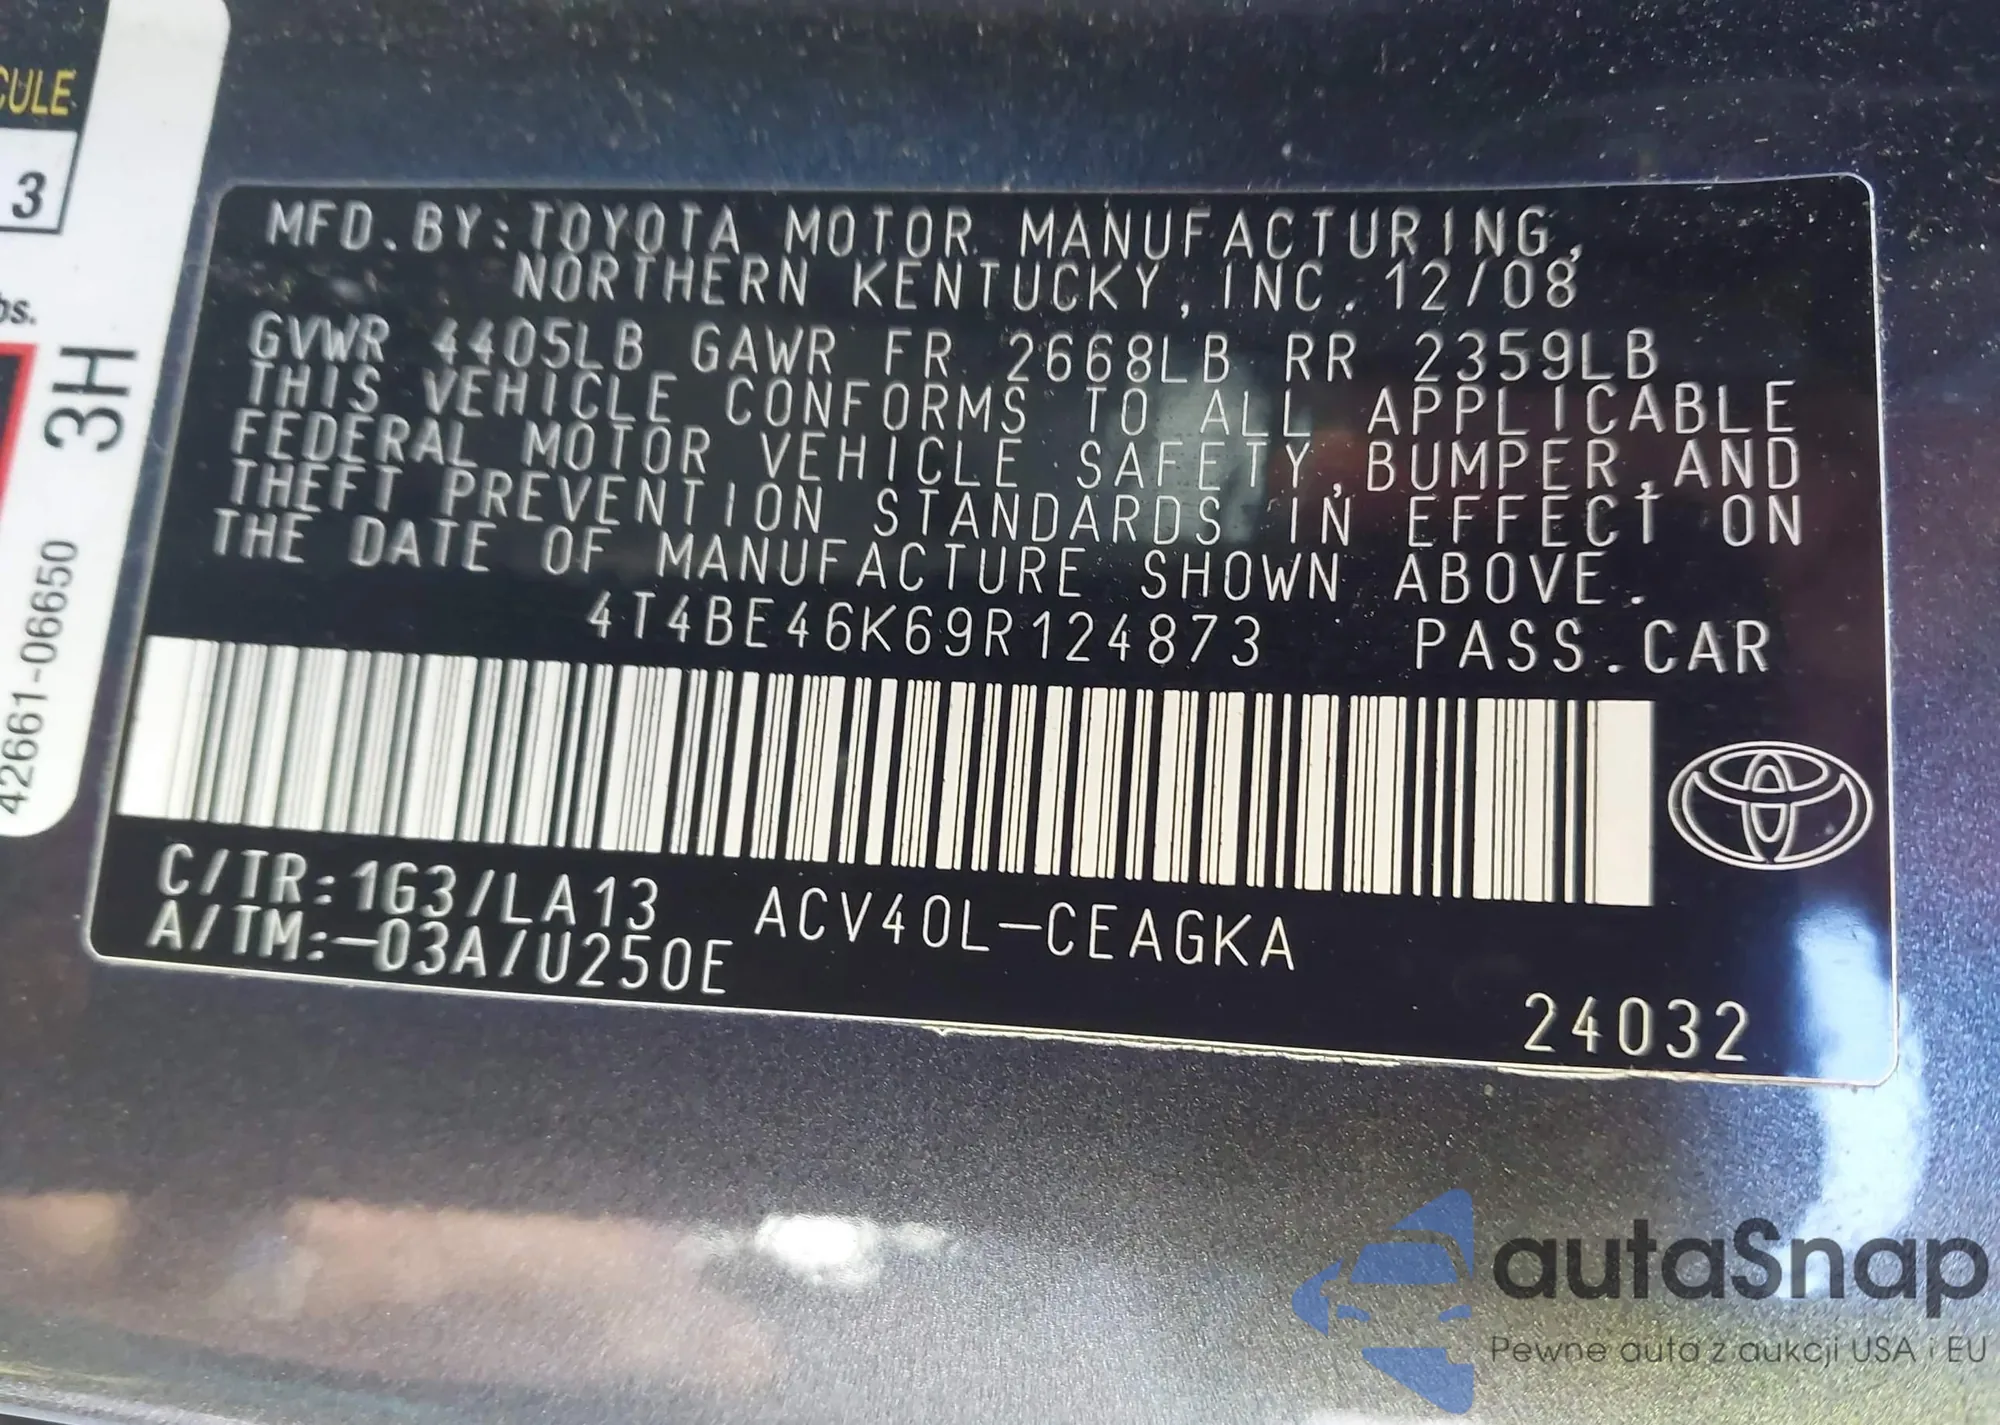 CULE
3
bs.
3H
42661-06650
MFD.BY:TOYOTA MOTOR MANUFACTURING,
NORTHERN KENTUCKY, INC. 12/08
GVWR 4405LB GAWR FR 2668LB RR 2359LB
THIS VEHICLE CONFORMS TO ALL APPLICABLE
FEDERAL MOTOR VEHICLE SAFETY,BUMPER,AND
THEFT PREVENTION STANDARDS IN EFFECT ON
THE DATE OF MANUFACTURE SHOWN ABOVE.
4T4BE46K69R124873 PASS.CAR
C/TR:1G3/LA13 ACV40L-CEAGKA
A/TM:-03A/U250E
24032
autaSnap
Pewne auta z aukcji USA i EU